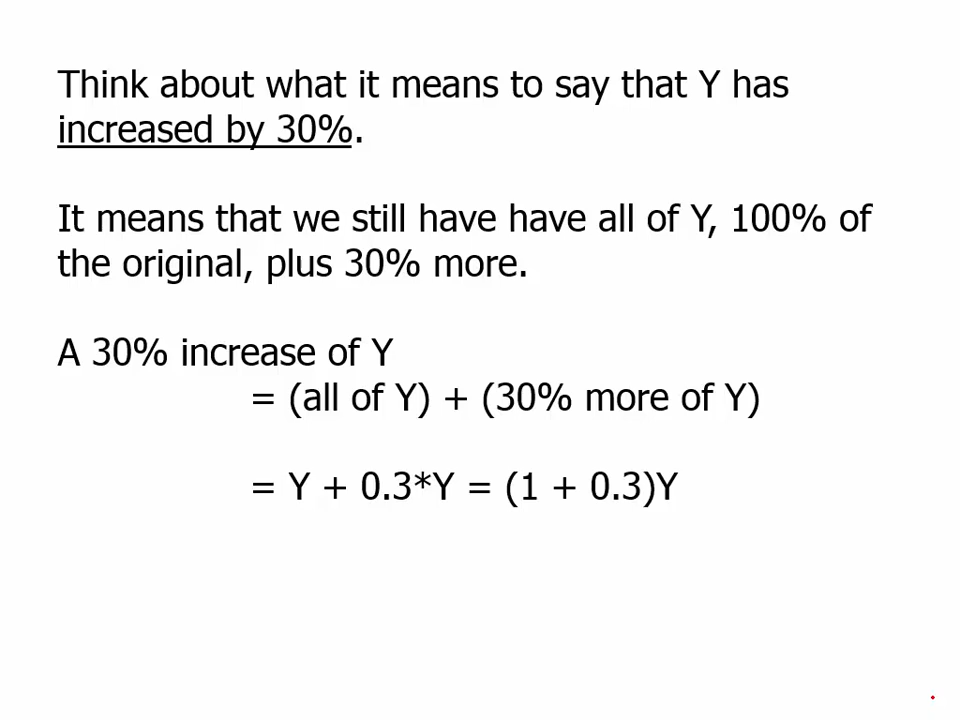 Think about what it means to say that Y has
increased by 30%.
It means that we still have have all of Y, 100% of
the original, plus 30% more.
A 30% increase of Y
= (all of Y) + (30% more of Y)
= Y + 0.3*Y = (1 + 0.3)Y